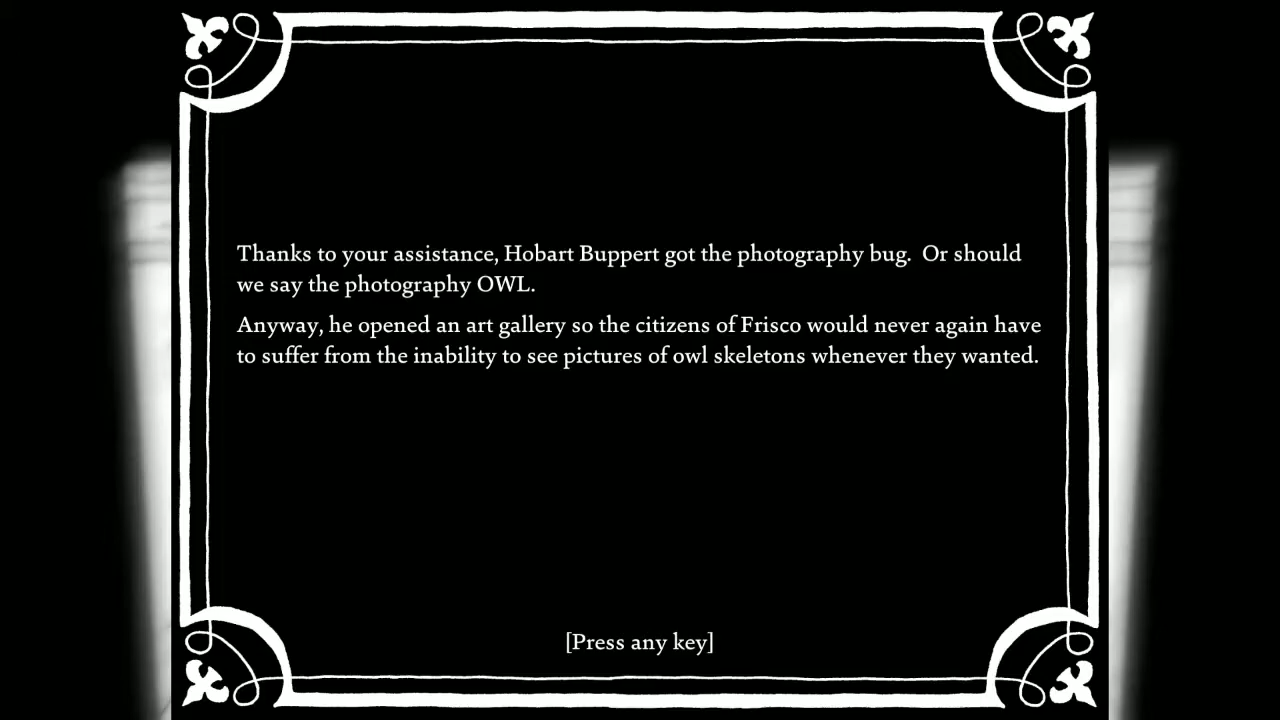 Thanks to your assistance, Hobart Buppert got the photography bug.  Or should
we say the photography OWL.
Anyway, he opened an art gallery so the citizens of Frisco would never again have
to suffer from the inability to see pictures of owl skeletons whenever they wanted.
[Press any key]